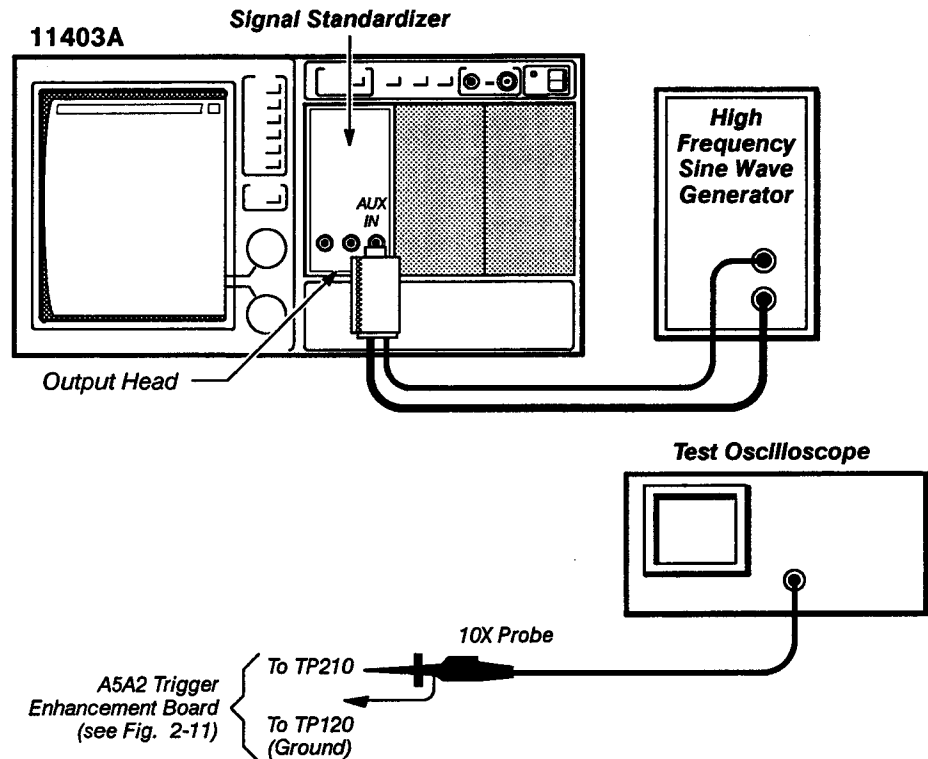 Signal Standardizer
11403A
AUX
IN
High
Frequency
Sine Wave
Generator
Output Head
Test Oscilloscope
10X Probe
A5A2 Trigger
Enhancement Board
(see Fig. 2-11)
To TP210
To TP120
(Ground)